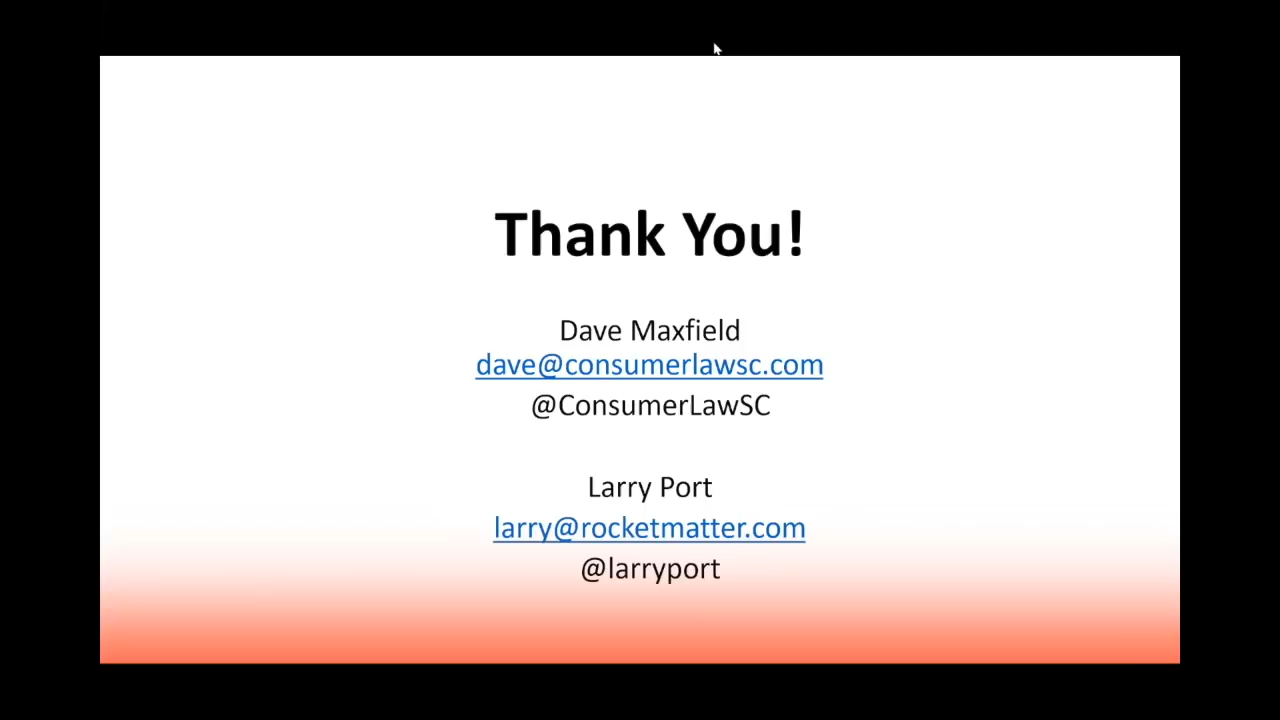 Thank You!
Dave Maxfield
dave@consumerlawsc.com
@ConsumerLawSC
Larry Port
larry@rocketmatter.com
@larryport